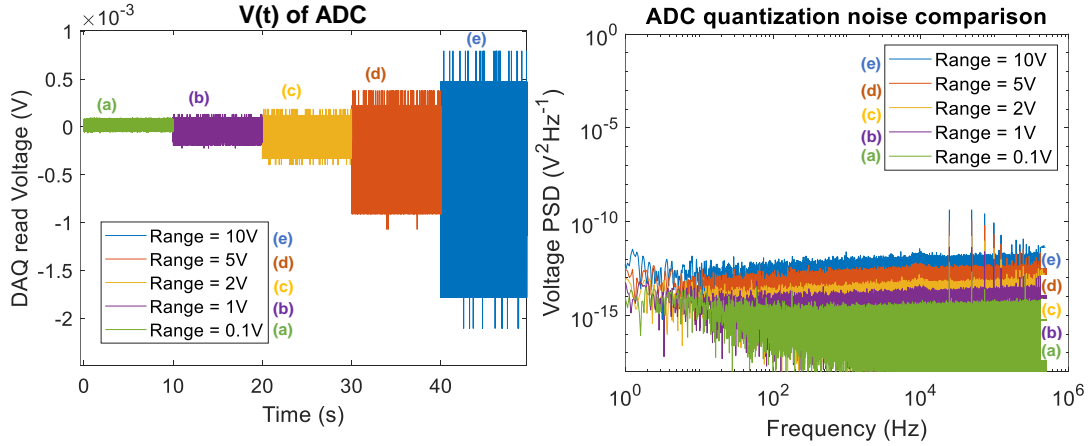 V(t) of ADC
×10⁻³
1
0.5
0
-0.5
-1
-1.5
-2
DAQ read Voltage (V)
(a)
(b)
(c)
(d)
(e)
Range = 10V (e)
Range = 5V (d)
Range = 2V (c)
Range = 1V (b)
Range = 0.1V (a)
0 10 20 30 40
Time (s)
ADC quantization noise comparison
10⁰
10⁻⁵
10⁻¹⁰
10⁻¹⁵
Voltage PSD (V²Hz⁻¹)
(e) Range = 10V
(d) Range = 5V
(c) Range = 2V
(b) Range = 1V
(a) Range = 0.1V
(e)
(d)
(c)
(b)
(a)
10⁰ 10² 10⁴ 10⁶
Frequency (Hz)